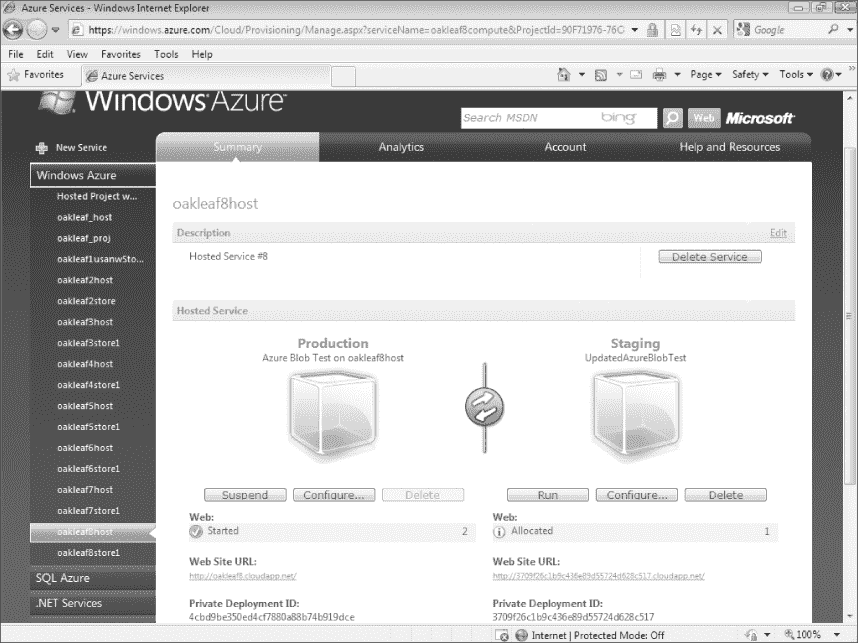 Azure Services - Windows Internet Explorer
https://windows.azure.com/Cloud/Provisioning/Manage.aspx?serviceName=oakleaf8compute&ProjectId=90F71976-76C
Google
File Edit View Favorites Tools Help
Favorites
Azure Services
Page Safety Tools
Windows Azure
Search MSDN
bing
Web
Microsoft
New Service
Summary
Analytics
Account
Help and Resources
Windows Azure
Hosted Project w...
oakleaf_host
oakleaf_proj
oakleaf1usanwSto...
oakleaf2host
oakleaf2store
oakleaf3host
oakleaf3store1
oakleaf4host
oakleaf4store1
oakleaf5host
oakleaf5store1
oakleaf6host
oakleaf6store1
oakleaf7host
oakleaf7store1
oakleaf8host
oakleaf8store1
SQL Azure
.NET Services
oakleaf8host
Description
Edit
Hosted Service #8
Delete Service
Hosted Service
Production
Azure Blob Test on oakleaf8host
Suspend
Configure...
Delete
Web:
Started 2
Web Site URL:
http://oakleaf8.cloudapp.net/
Private Deployment ID:
4cbd9be350ed4cf7880a88b74b919dce
Staging
UpdatedAzureBlobTest
Run
Configure...
Delete
Web:
Allocated 1
Web Site URL:
http://3709f26c1b9c436e89d55724d628c517.cloudapp.net/
Private Deployment ID:
3709f26c1b9c436e89d55724d628c517
Internet | Protected Mode: Off
100%